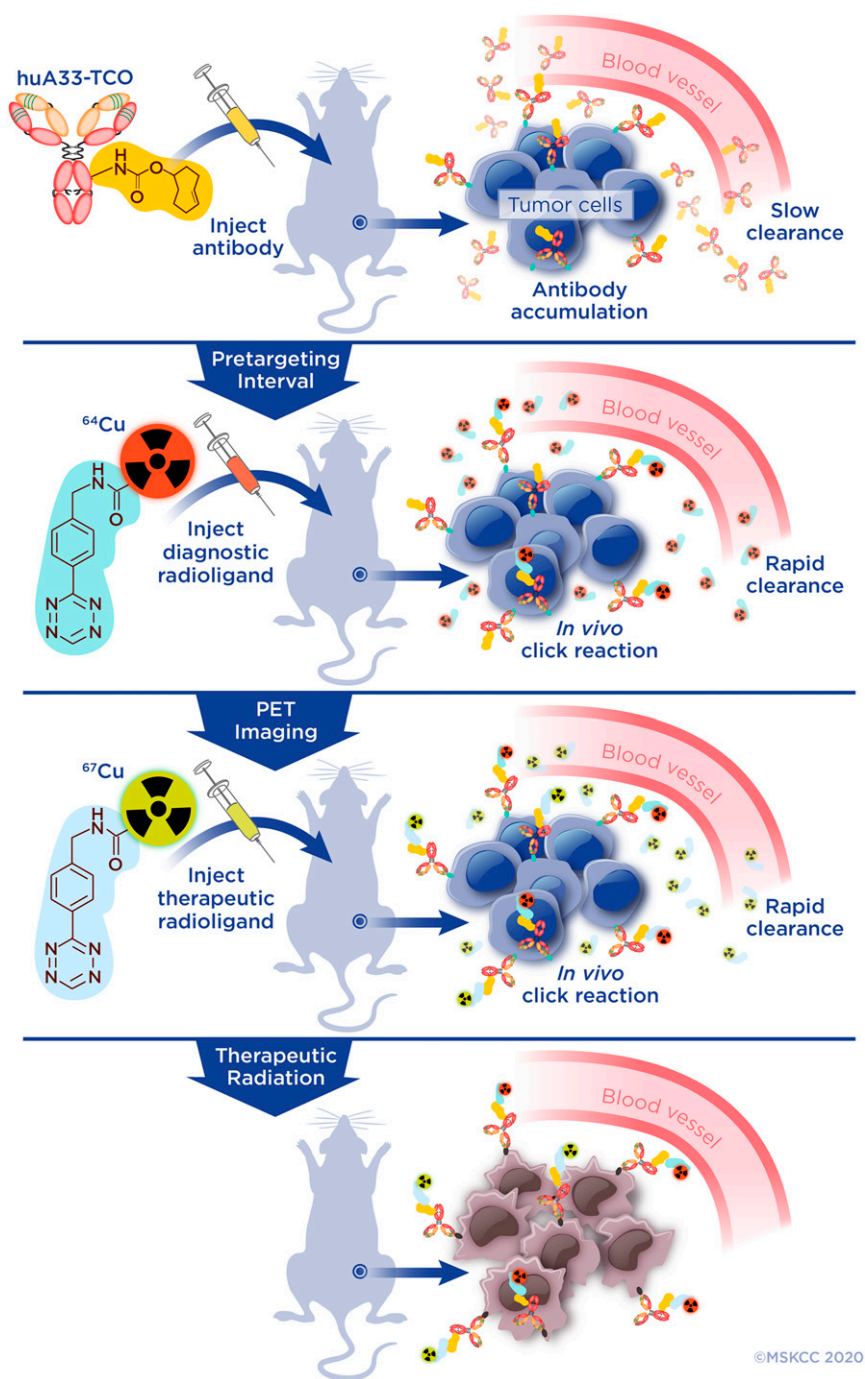 huA33-TCO
Blood vessel
H
N
O
O
Tumor cells
Inject
antibody
Slow
clearance
Antibody
accumulation
Pretargeting
Interval
⁶⁴Cu
Blood vessel
H
N
O
Inject
diagnostic
radioligand
Rapid
clearance
N
N
N
N
In vivo
click reaction
PET
Imaging
⁶⁷Cu
Blood vessel
H
N
O
Inject
therapeutic
radioligand
Rapid
clearance
N
N
N
N
In vivo
click reaction
Therapeutic
Radiation
Blood vessel
©MSKCC 2020